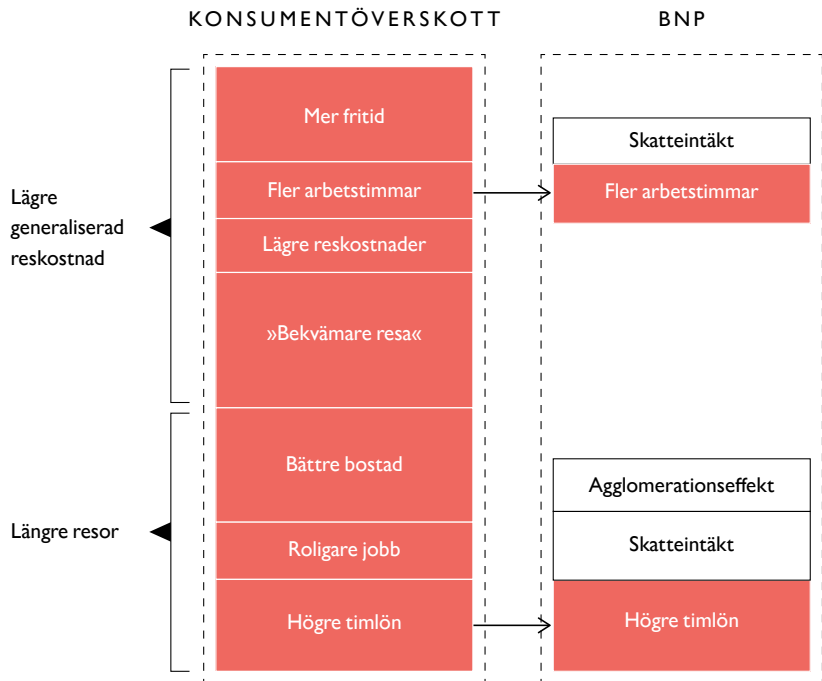 KONSUMENTÖVERSKOTT
BNP
Lägre
generaliserad
reskostnad
Mer fritid
Fler arbetstimmar
Lägre reskostnader
»Bekvämare resa«
Skatteintäkt
Fler arbetstimmar
Längre resor
Bättre bostad
Roligare jobb
Högre timlön
Agglomerationseffekt
Skatteintäkt
Högre timlön